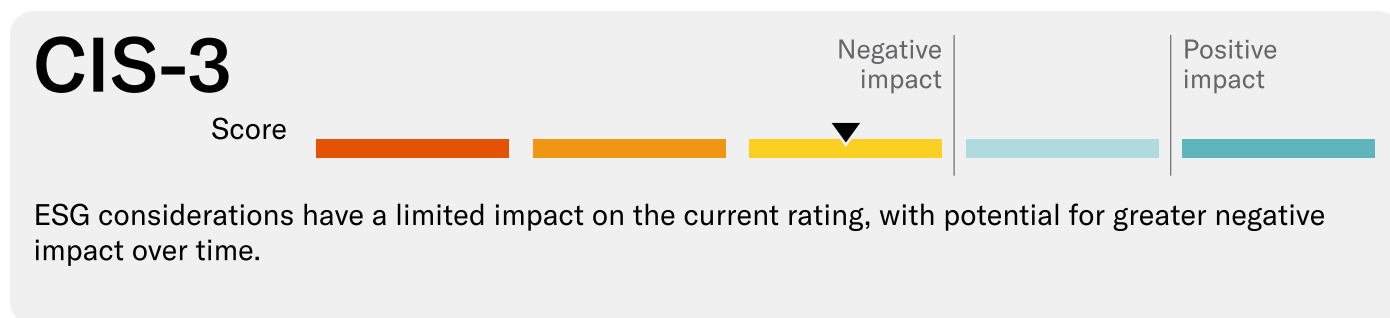 CIS-3
Negative
impact
Positive
impact
Score
ESG considerations have a limited impact on the current rating, with potential for greater negative
impact over time.